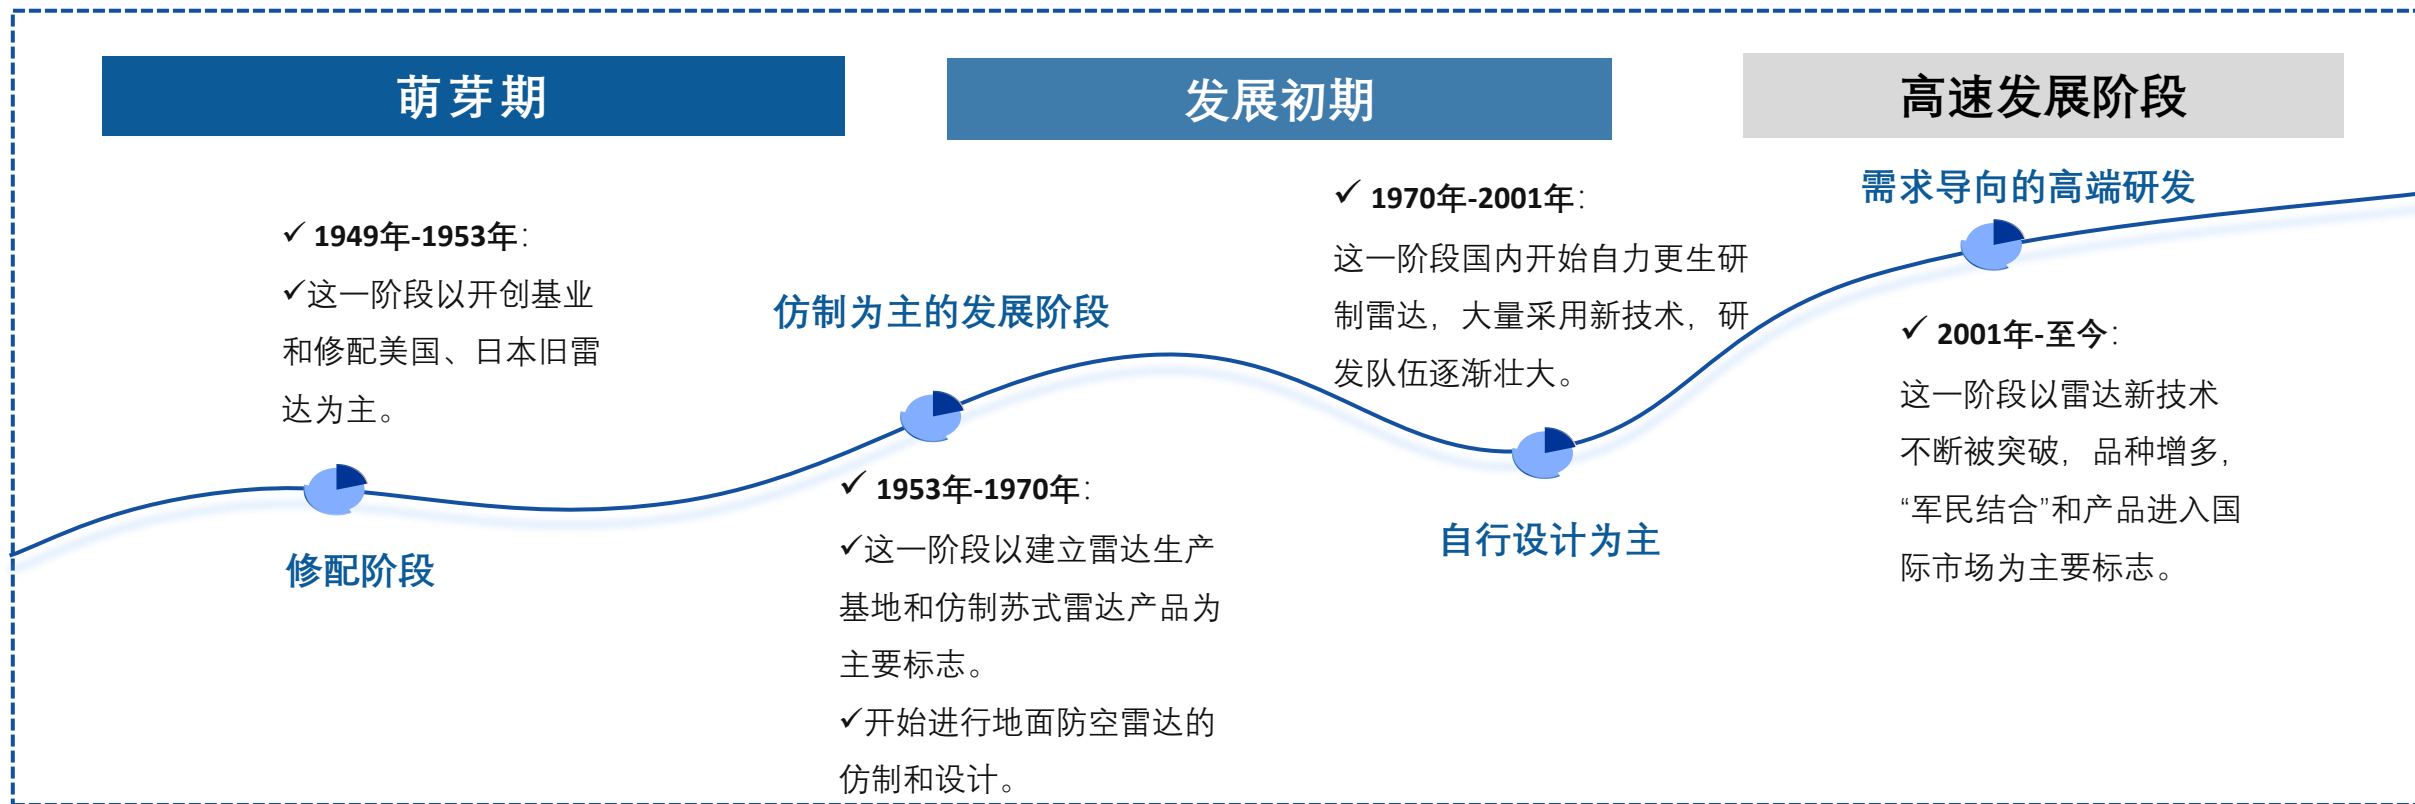 萌芽期
发展初期
高速发展阶段
✓ 1949年-1953年：
✓这一阶段以开创基业
和修配美国、日本旧雷
达为主。
修配阶段
仿制为主的发展阶段
✓ 1953年-1970年：
✓这一阶段以建立雷达生产
基地和仿制苏式雷达产品为
主要标志。
✓开始进行地面防空雷达的
仿制和设计。
✓ 1970年-2001年：
这一阶段国内开始自力更生研
制雷达，大量采用新技术，研
发队伍逐渐壮大。
自行设计为主
需求导向的高端研发
✓ 2001年-至今：
这一阶段以雷达新技术
不断被突破，品种增多，
“军民结合”和产品进入国
际市场为主要标志。